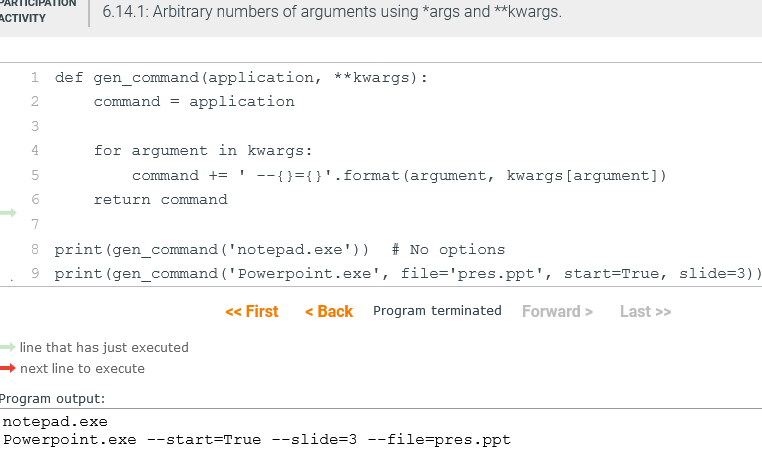 PARTICIPATION
ACTIVITY
6.14.1: Arbitrary numbers of arguments using *args and **kwargs.
1 def gen_command(application, **kwargs):
2     command = application
3
4     for argument in kwargs:
5         command += ' --{}={}'.format(argument, kwargs[argument])
6     return command
7
8 print(gen_command('notepad.exe'))  # No options
9 print(gen_command('Powerpoint.exe', file='pres.ppt', start=True, slide=3))
<< First < Back Program terminated Forward > Last >>
line that has just executed
next line to execute
Program output:
notepad.exe
Powerpoint.exe --start=True --slide=3 --file=pres.ppt